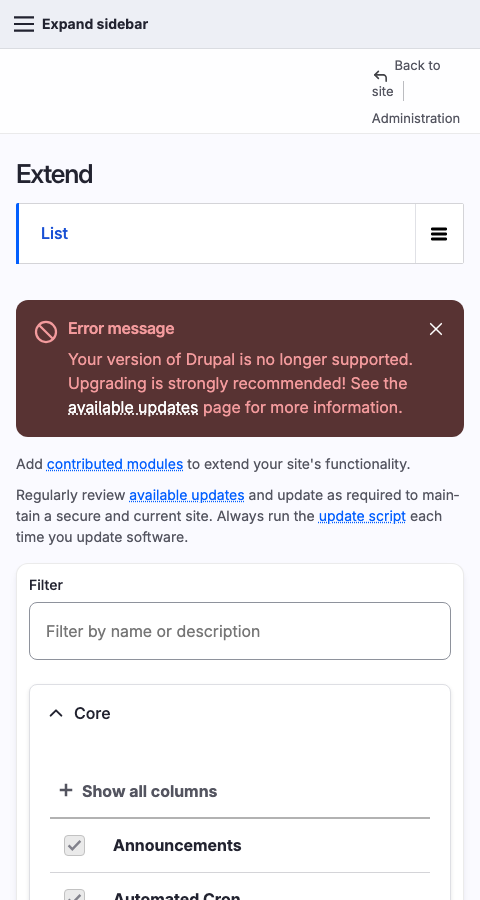 Expand sidebar
Back to
site
Administration
Extend
List
Error message
Your version of Drupal is no longer supported.
Upgrading is strongly recommended! See the
available updates page for more information.
Add contributed modules to extend your site's functionality.
Regularly review available updates and update as required to main-
tain a secure and current site. Always run the update script each
time you update software.
Filter
Filter by name or description
Core
Show all columns
Announcements
Automated Cron